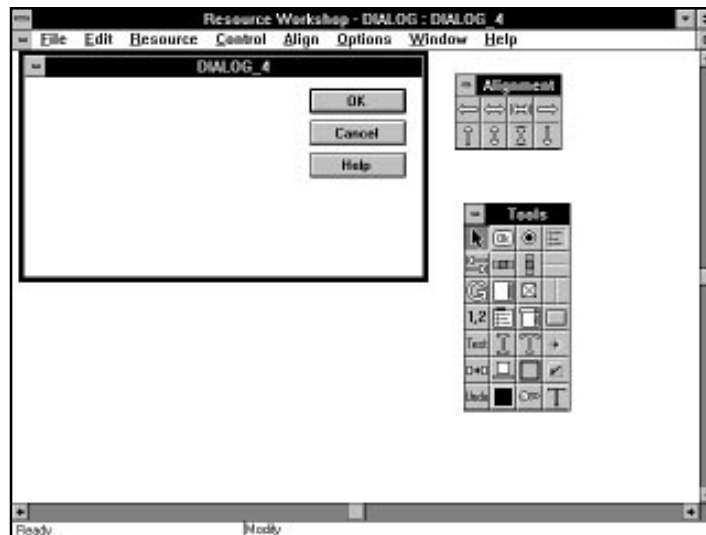 Resource Workshop - DIALOG : DIALOG_4
File Edit Resource Control Align Options Window Help
DIALOG_4
OK
Cancel
Help
Alignment
Tools
Ok
1,2
Text
Undo
Ready
Modify